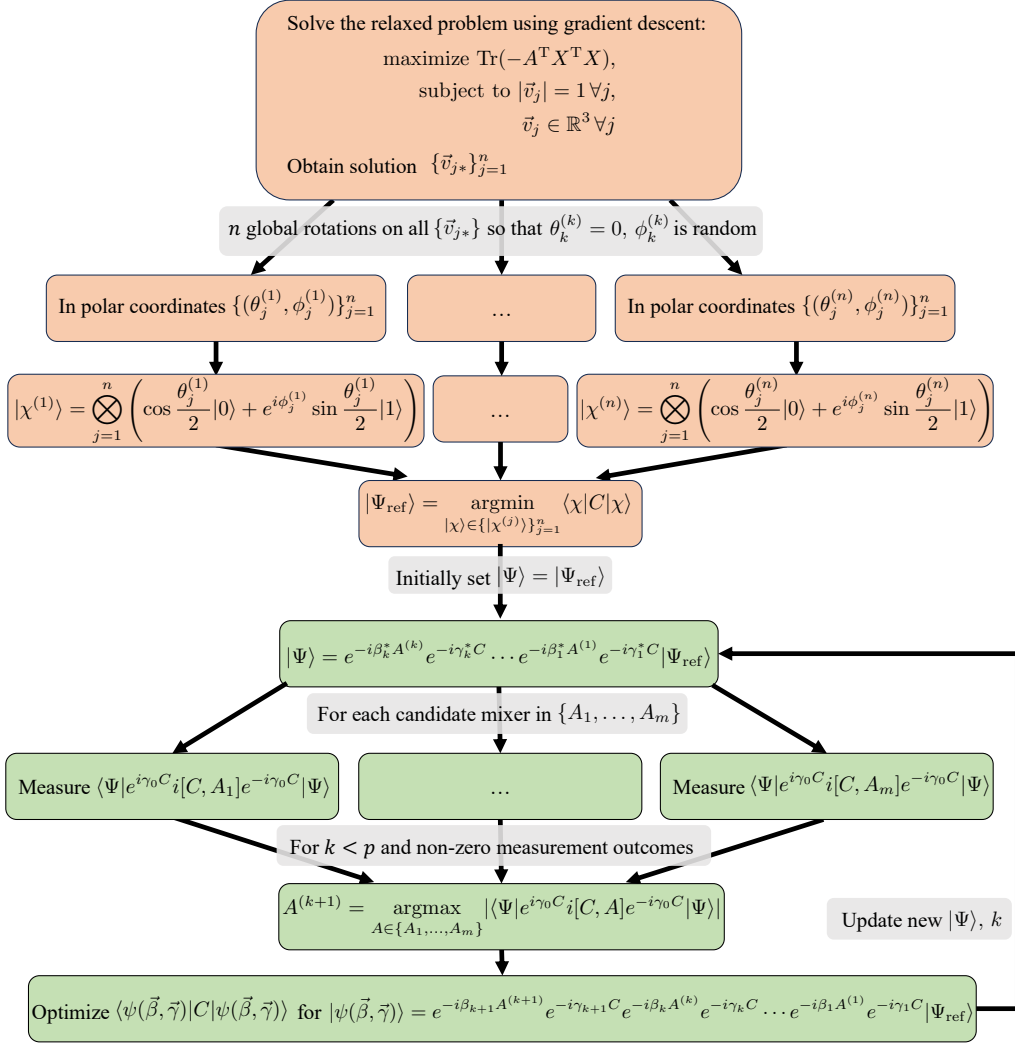 Solve the relaxed problem using gradient descent:
maximize Tr(−AᵀXᵀX),
subject to |v⃗_j| = 1 ∀j,
v⃗_j ∈ ℝ³ ∀j
Obtain solution {v⃗_{j*}}_{j=1}^n
n global rotations on all {v⃗_{j*}} so that θ_k^{(k)} = 0, ϕ_k^{(k)} is random
In polar coordinates {(θ_j^{(1)}, ϕ_j^{(1)})}_{j=1}^n
...
In polar coordinates {(θ_j^{(n)}, ϕ_j^{(n)})}_{j=1}^n
|χ^{(1)}⟩ = ⨂_{j=1}^n (cos θ_j^{(1)}/2 |0⟩ + e^{iϕ_j^{(1)}} sin θ_j^{(1)}/2 |1⟩)
...
|χ^{(n)}⟩ = ⨂_{j=1}^n (cos θ_j^{(n)}/2 |0⟩ + e^{iϕ_j^{(n)}} sin θ_j^{(n)}/2 |1⟩)
|Ψ_ref⟩ = argmin_{|χ⟩∈{|χ^{(j)}⟩}_{j=1}^n} ⟨χ|C|χ⟩
Initially set |Ψ⟩ = |Ψ_ref⟩
|Ψ⟩ = e^{−iβ_k^* A^{(k)}} e^{−iγ_k^* C} ⋯ e^{−iβ_1^* A^{(1)}} e^{−iγ_1^* C} |Ψ_ref⟩
For each candidate mixer in {A_1, . . . , A_m}
Measure ⟨Ψ|e^{iγ_0 C} i[C, A_1]e^{−iγ_0 C}|Ψ⟩
...
Measure ⟨Ψ|e^{iγ_0 C} i[C, A_m]e^{−iγ_0 C}|Ψ⟩
For k < p and non-zero measurement outcomes
A^{(k+1)} = argmax_{A∈{A_1,...,A_m}} |⟨Ψ|e^{iγ_0 C} i[C, A]e^{−iγ_0 C}|Ψ⟩|
Update new |Ψ⟩, k
Optimize ⟨ψ(β⃗, γ⃗)|C|ψ(β⃗, γ⃗)⟩ for |ψ(β⃗, γ⃗)⟩ = e^{−iβ_{k+1} A^{(k+1)}} e^{−iγ_{k+1} C} e^{−iβ_k A^{(k)}} e^{−iγ_k C} ⋯ e^{−iβ_1 A^{(1)}} e^{−iγ_1 C} |Ψ_ref⟩